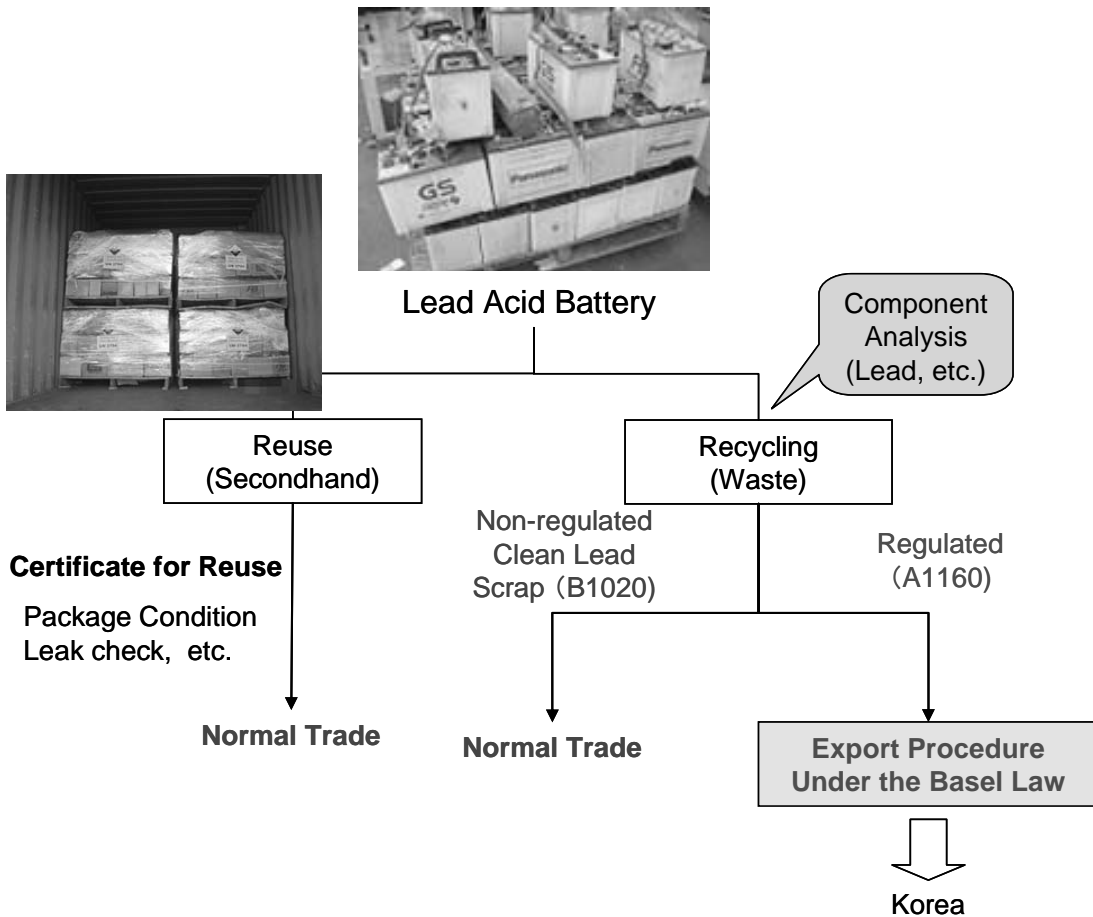 GS
Panasonic
Lead Acid Battery
Component
Analysis
(Lead, etc.)
Reuse
(Secondhand)
Recycling
(Waste)
Certificate for Reuse
Package Condition
Leak check, etc.
Non-regulated
Clean Lead
Scrap (B1020)
Regulated
(A1160)
Normal Trade
Normal Trade
Export Procedure
Under the Basel Law
Korea